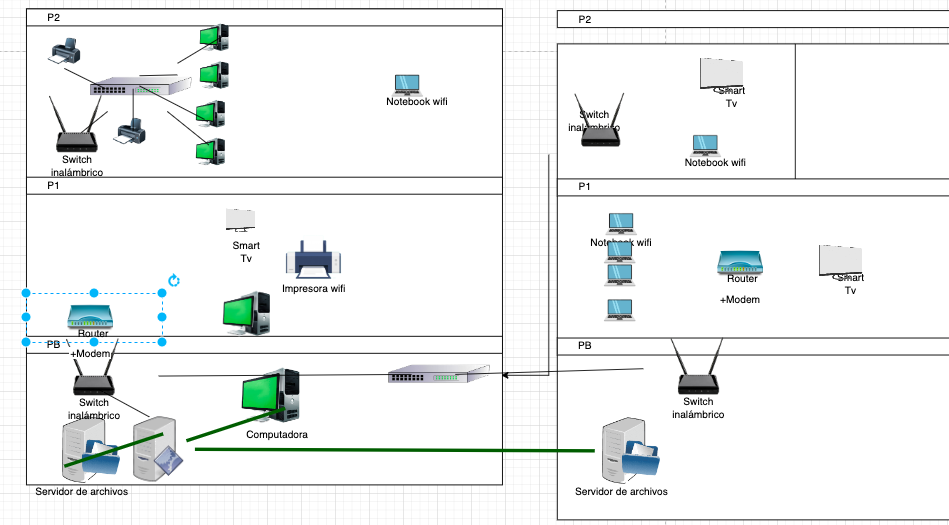 P2
Notebook wifi
Switch
inalámbrico
P1
Smart
Tv
Impresora wifi
Router
+Modem
PB
Switch
inalámbrico
Computadora
Servidor de archivos
P2
Smart
Tv
Switch
inalámbrico
Notebook wifi
P1
Notebook wifi
Router
+Modem
Smart
Tv
PB
Switch
inalámbrico
Servidor de archivos